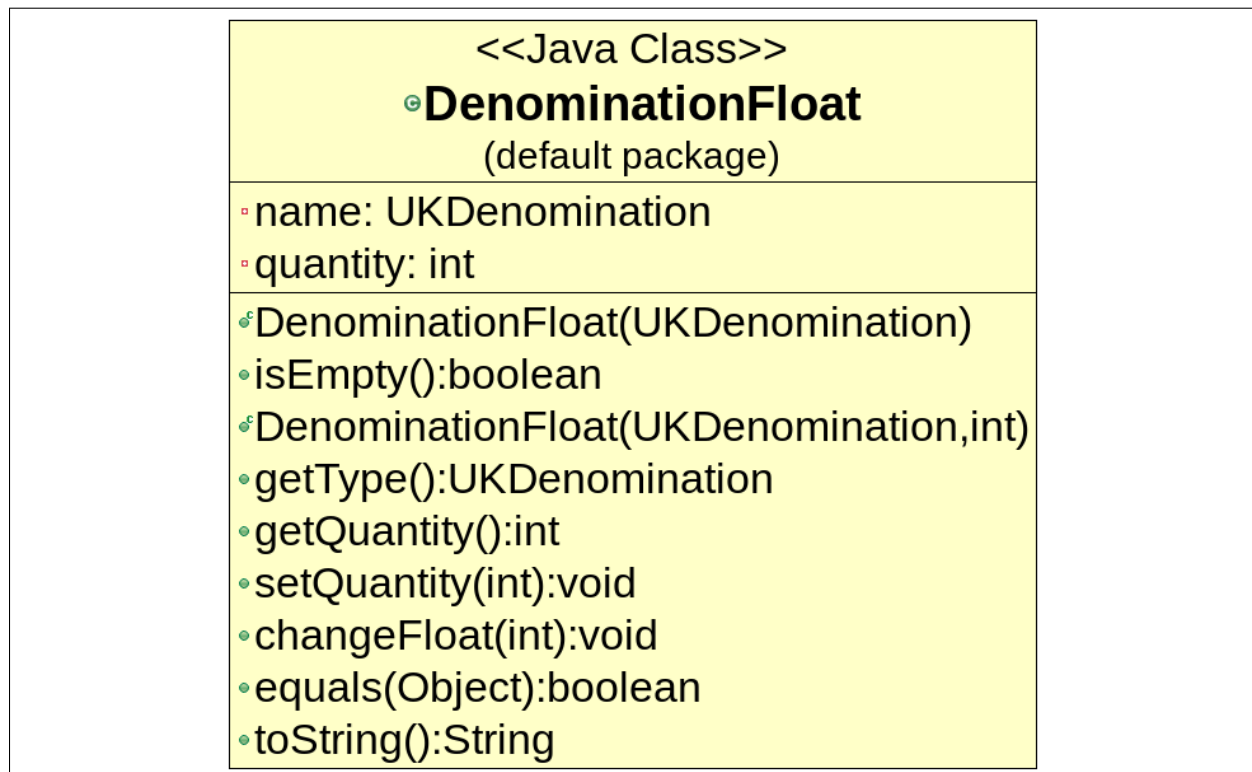 <<Java Class>>
DenominationFloat
(default package)
name: UKDenomination
quantity: int
DenominationFloat(UKDenomination)
isEmpty():boolean
DenominationFloat(UKDenomination,int)
getType():UKDenomination
getQuantity():int
setQuantity(int):void
changeFloat(int):void
equals(Object):boolean
toString():String